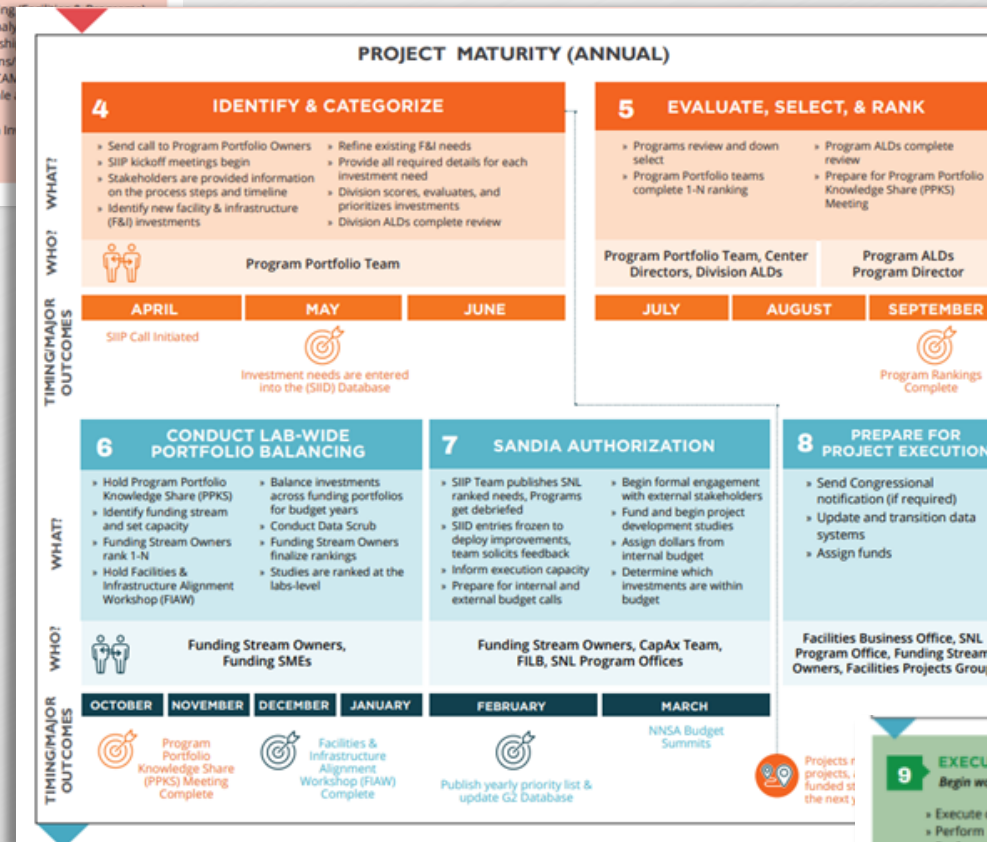 PROJECT MATURITY (ANNUAL)
4 IDENTIFY & CATEGORIZE
WHAT?
» Send call to Program Portfolio Owners
» SIIP kickoff meetings begin
» Stakeholders are provided information
on the process steps and timeline
» Identify new facility & infrastructure
(F&I) investments
» Refine existing F&I needs
» Provide all required details for each
investment need
» Division scores, evaluates, and
prioritizes investments
» Division ALDs complete review
WHO?
Program Portfolio Team
TIMING/MAJOR
OUTCOMES
APRIL
MAY
JUNE
SIIP Call Initiated
Investment needs are entered
into the (SIID) Database
5 EVALUATE, SELECT, & RANK
» Programs review and down
select
» Program Portfolio teams
complete 1-N ranking
» Program ALDs complete
review
» Prepare for Program Portfolio
Knowledge Share (PPKS)
Meeting
Program Portfolio Team, Center
Directors, Division ALDs
Program ALDs
Program Director
JULY
AUGUST
SEPTEMBER
Program Rankings
Complete
6 CONDUCT LAB-WIDE
PORTFOLIO BALANCING
WHAT?
» Hold Program Portfolio
Knowledge Share (PPKS)
» Identify funding stream
and set capacity
» Funding Stream Owners
rank 1-N
» Hold Facilities &
Infrastructure Alignment
Workshop (FIAW)
» Balance investments
across funding portfolios
for budget years
» Conduct Data Scrub
» Funding Stream Owners
finalize rankings
» Studies are ranked at the
labs-level
WHO?
Funding Stream Owners,
Funding SMEs
TIMING/MAJOR
OUTCOMES
OCTOBER
NOVEMBER
DECEMBER
JANUARY
Program
Portfolio
Knowledge Share
(PPKS) Meeting
Complete
Facilities &
Infrastructure
Alignment
Workshop (FIAW)
Complete
7 SANDIA AUTHORIZATION
» SIIP Team publishes SNL
ranked needs, Programs
get debriefed
» SIID entries frozen to
deploy improvements,
team solicits feedback
» Inform execution capacity
» Prepare for internal and
external budget calls
» Begin formal engagement
with external stakeholders
» Fund and begin project
development studies
» Assign dollars from
internal budget
» Determine which
investments are within
budget
Funding Stream Owners, CapAx Team,
FILB, SNL Program Offices
FEBRUARY
MARCH
Publish yearly priority list &
update G2 Database
NNSA Budget
Summits
8 PREPARE FOR
PROJECT EXECUTION
» Send Congressional
notification (if required)
» Update and transition data
systems
» Assign funds
Facilities Business Office, SNL
Program Office, Funding Stream
Owners, Facilities Projects Group
Projects
projects,
funded
the next
9
Begin
» Execute
» Perform